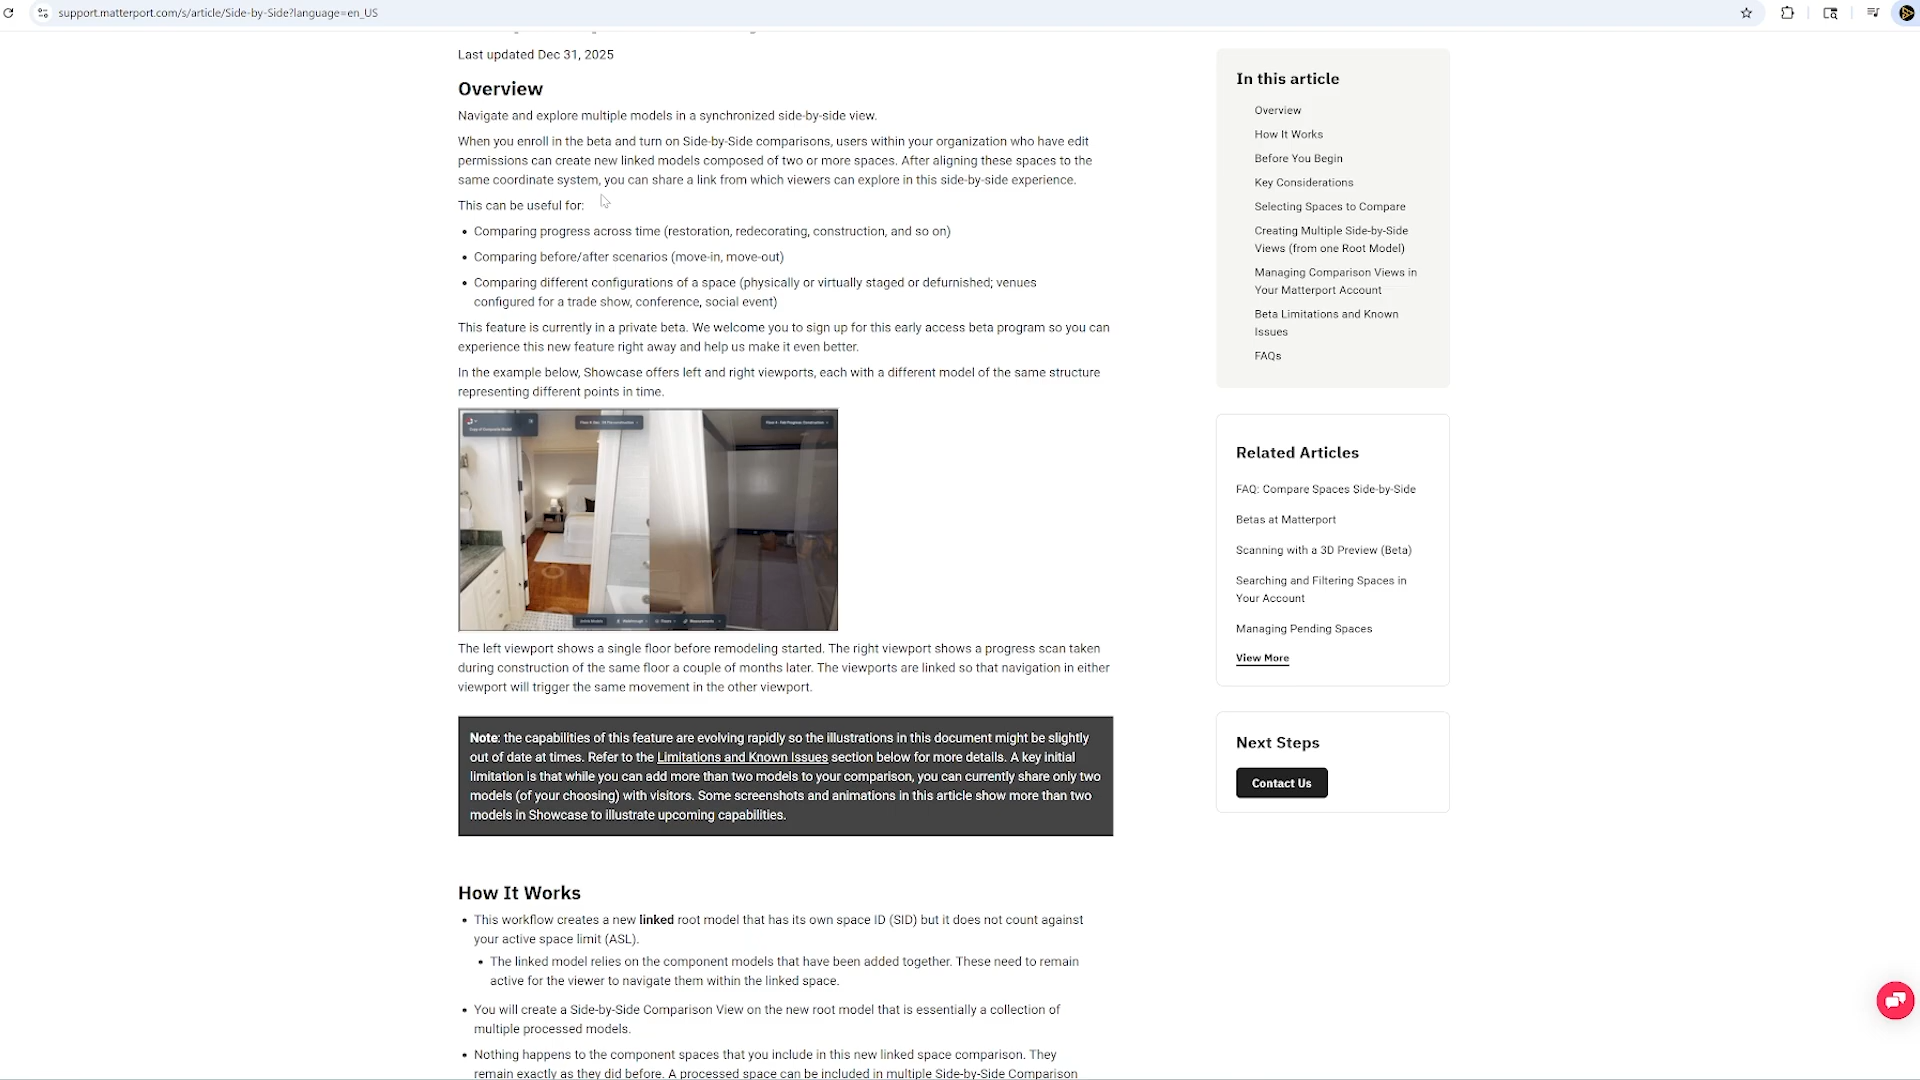 support.matterport.com/s/article/Side-by-Side?language=en_US
Last updated Dec 31, 2025
Overview
Navigate and explore multiple models in a synchronized side-by-side view.
When you enroll in the beta and turn on Side-by-Side comparisons, users within your organization who have edit
permissions can create new linked models composed of two or more spaces. After aligning these spaces to the
same coordinate system, you can share a link from which viewers can explore in this side-by-side experience.
This can be useful for:
• Comparing progress across time (restoration, redecorating, construction, and so on)
• Comparing before/after scenarios (move-in, move-out)
• Comparing different configurations of a space (physically or virtually staged or defurnished; venues
configured for a trade show, conference, social event)
This feature is currently in a private beta. We welcome you to sign up for this early access beta program so you can
experience this new feature right away and help us make it even better.
In the example below, Showcase offers left and right viewports, each with a different model of the same structure
representing different points in time.
The left viewport shows a single floor before remodeling started. The right viewport shows a progress scan taken
during construction of the same floor a couple of months later. The viewports are linked so that navigation in either
viewport will trigger the same movement in the other viewport.
Note: the capabilities of this feature are evolving rapidly so the illustrations in this document might be slightly
out of date at times. Refer to the Limitations and Known Issues section below for more details. A key initial
limitation is that while you can add more than two models to your comparison, you can currently share only two
models (of your choosing) with visitors. Some screenshots and animations in this article show more than two
models in Showcase to illustrate upcoming capabilities.
How It Works
• This workflow creates a new linked root model that has its own space ID (SID) but it does not count against
your active space limit (ASL).
• The linked model relies on the component models that have been added together. These need to remain
active for the viewer to navigate them within the linked space.
• You will create a Side-by-Side Comparison View on the new root model that is essentially a collection of
multiple processed models.
• Nothing happens to the component spaces that you include in this new linked space comparison. They
remain exactly as they did before. A processed space can be included in multiple Side-by-Side Comparison
In this article
Overview
How It Works
Before You Begin
Key Considerations
Selecting Spaces to Compare
Creating Multiple Side-by-Side
Views (from one Root Model)
Managing Comparison Views in
Your Matterport Account
Beta Limitations and Known
Issues
FAQs
Related Articles
FAQ: Compare Spaces Side-by-Side
Betas at Matterport
Scanning with a 3D Preview (Beta)
Searching and Filtering Spaces in
Your Account
Managing Pending Spaces
View More
Next Steps
Contact Us